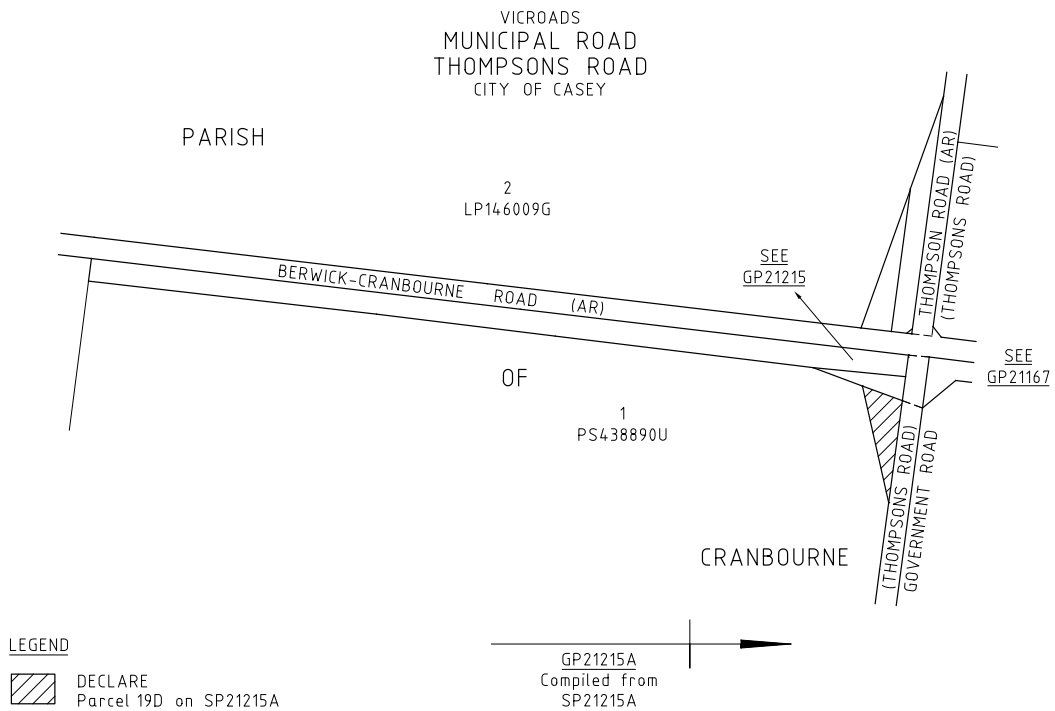 VICROADS
MUNICIPAL ROAD
THOMPSONS ROAD
CITY OF CASEY
PARISH
2
LP146009G
THOMPSON ROAD (AR)
(THOMPSONS ROAD)
SEE
GP21215
BERWICK-CRANBOURNE ROAD (AR)
SEE
GP21167
OF
1
PS438890U
(THOMPSONS ROAD)
GOVERNMENT ROAD
CRANBOURNE
LEGEND
DECLARE
Parcel 19D on SP21215A
GP21215A
Compiled from
SP21215A